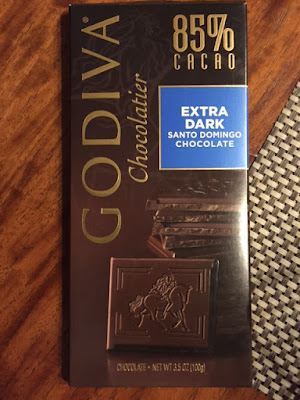 GODIVA
Chocolatier
85%
CACAO
EXTRA
DARK
SANTO DOMINGO
CHOCOLATE
CHOCOLATE • NET WT 3.5 OZ (100g)